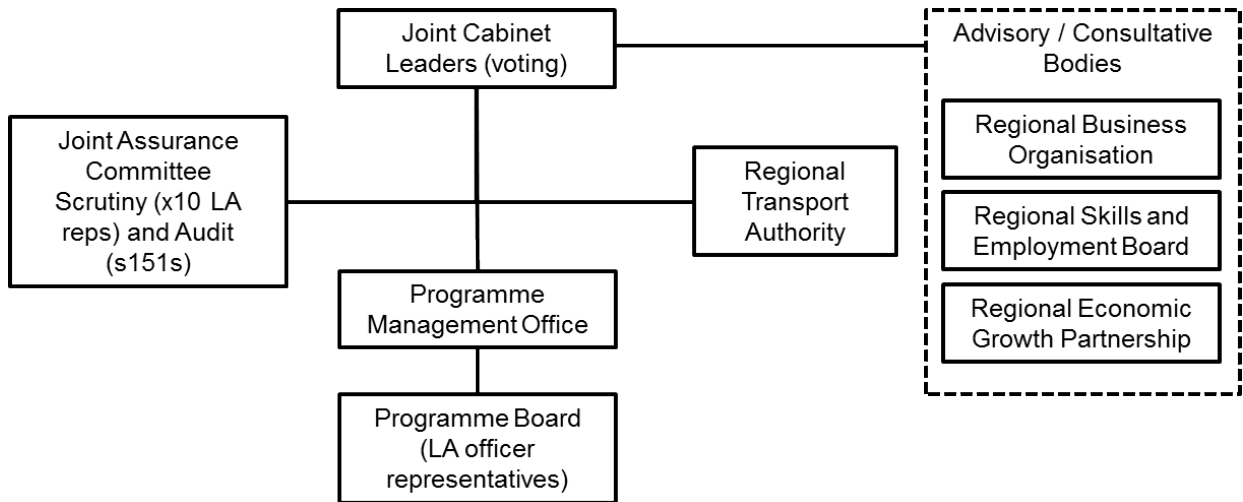 Joint Cabinet
Leaders (voting)
Advisory / Consultative
Bodies
Joint Assurance
Committee
Scrutiny (x10 LA
reps) and Audit
(s151s)
Regional
Transport
Authority
Regional Business
Organisation
Regional Skills and
Employment Board
Regional Economic
Growth Partnership
Programme
Management Office
Programme Board
(LA officer
representatives)